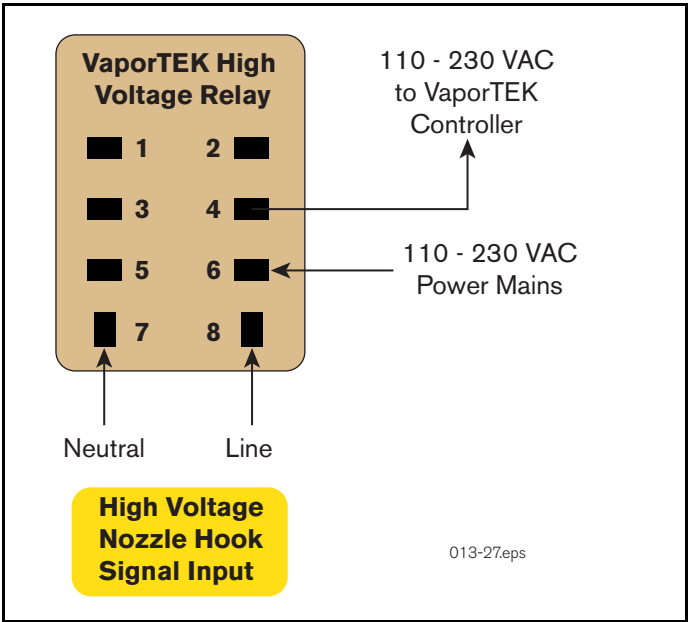 VaporTEK High
Voltage Relay
110 - 230 VAC
to VaporTEK
Controller
1 2
3 4
5 6
110 - 230 VAC
Power Mains
7 8
Neutral Line
High Voltage
Nozzle Hook
Signal Input
013-27.eps